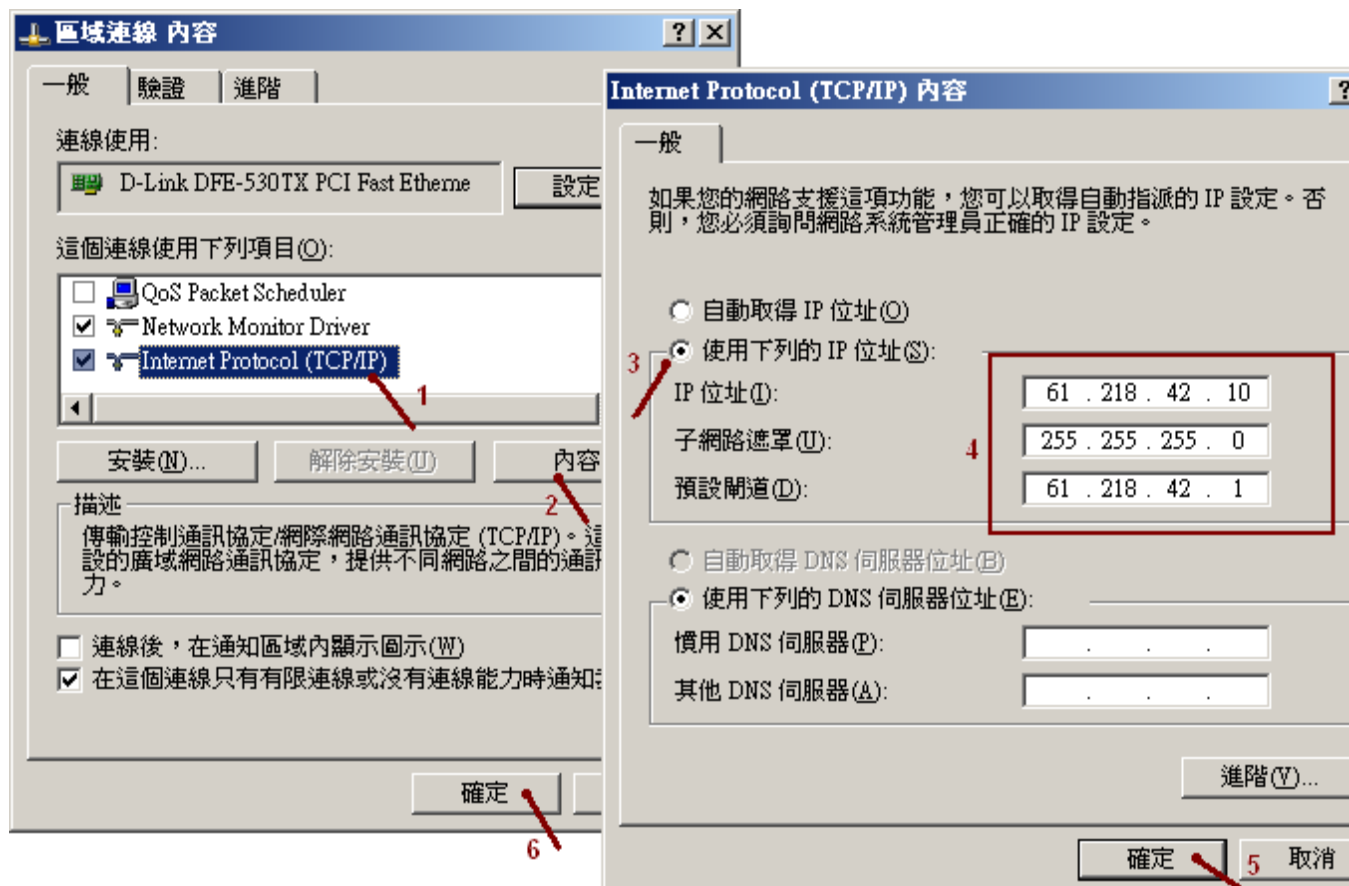 區域連線 內容
一般
驗證
進階
連線使用:
D-Link DFE-530TX PCI Fast Etherne
設定
這個連線使用下列項目(O):
QoS Packet Scheduler
Network Monitor Driver
Internet Protocol (TCP/IP)
1
安裝(N)...
解除安裝(U)
內容
2
描述
傳輸控制通訊協定/網際網路通訊協定 (TCP/IP)。這
設的廣域網路通訊協定，提供不同網路之間的通訊
力。
連線後，在通知區域內顯示圖示(W)
在這個連線只有有限連線或沒有連線能力時通知
確定
6
Internet Protocol (TCP/IP) 內容
一般
如果您的網路支援這項功能，您可以取得自動指派的 IP 設定。否
則，您必須詢問網路系統管理員正確的 IP 設定。
自動取得 IP 位址(O)
3
使用下列的 IP 位址(S):
IP 位址(I):
61 . 218 . 42 . 10
子網路遮罩(U):
4
255 . 255 . 255 . 0
預設閘道(D):
61 . 218 . 42 . 1
自動取得 DNS 伺服器位址(B)
使用下列的 DNS 伺服器位址(E):
慣用 DNS 伺服器(P):
. . .
其他 DNS 伺服器(A):
. . .
進階(V)...
確定
5
取消